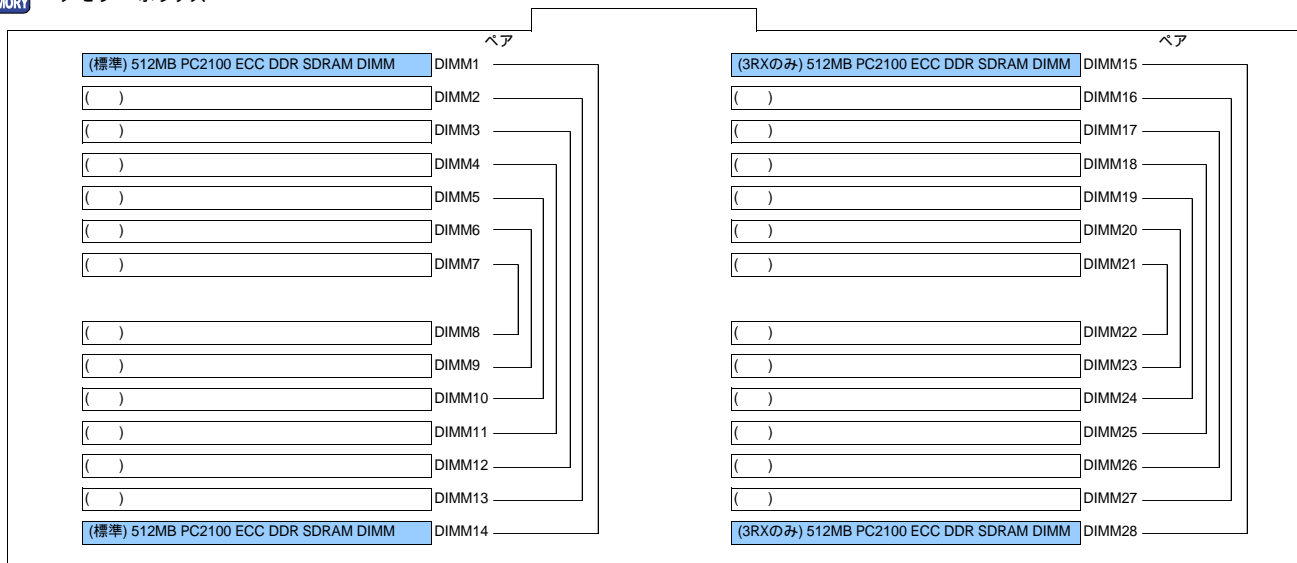 ペア
(標準) 512MB PC2100 ECC DDR SDRAM DIMM DIMM1
( ) DIMM2
( ) DIMM3
( ) DIMM4
( ) DIMM5
( ) DIMM6
( ) DIMM7
( ) DIMM8
( ) DIMM9
( ) DIMM10
( ) DIMM11
( ) DIMM12
( ) DIMM13
(標準) 512MB PC2100 ECC DDR SDRAM DIMM DIMM14
ペア
(3RXのみ) 512MB PC2100 ECC DDR SDRAM DIMM DIMM15
( ) DIMM16
( ) DIMM17
( ) DIMM18
( ) DIMM19
( ) DIMM20
( ) DIMM21
( ) DIMM22
( ) DIMM23
( ) DIMM24
( ) DIMM25
( ) DIMM26
( ) DIMM27
(3RXのみ) 512MB PC2100 ECC DDR SDRAM DIMM DIMM28